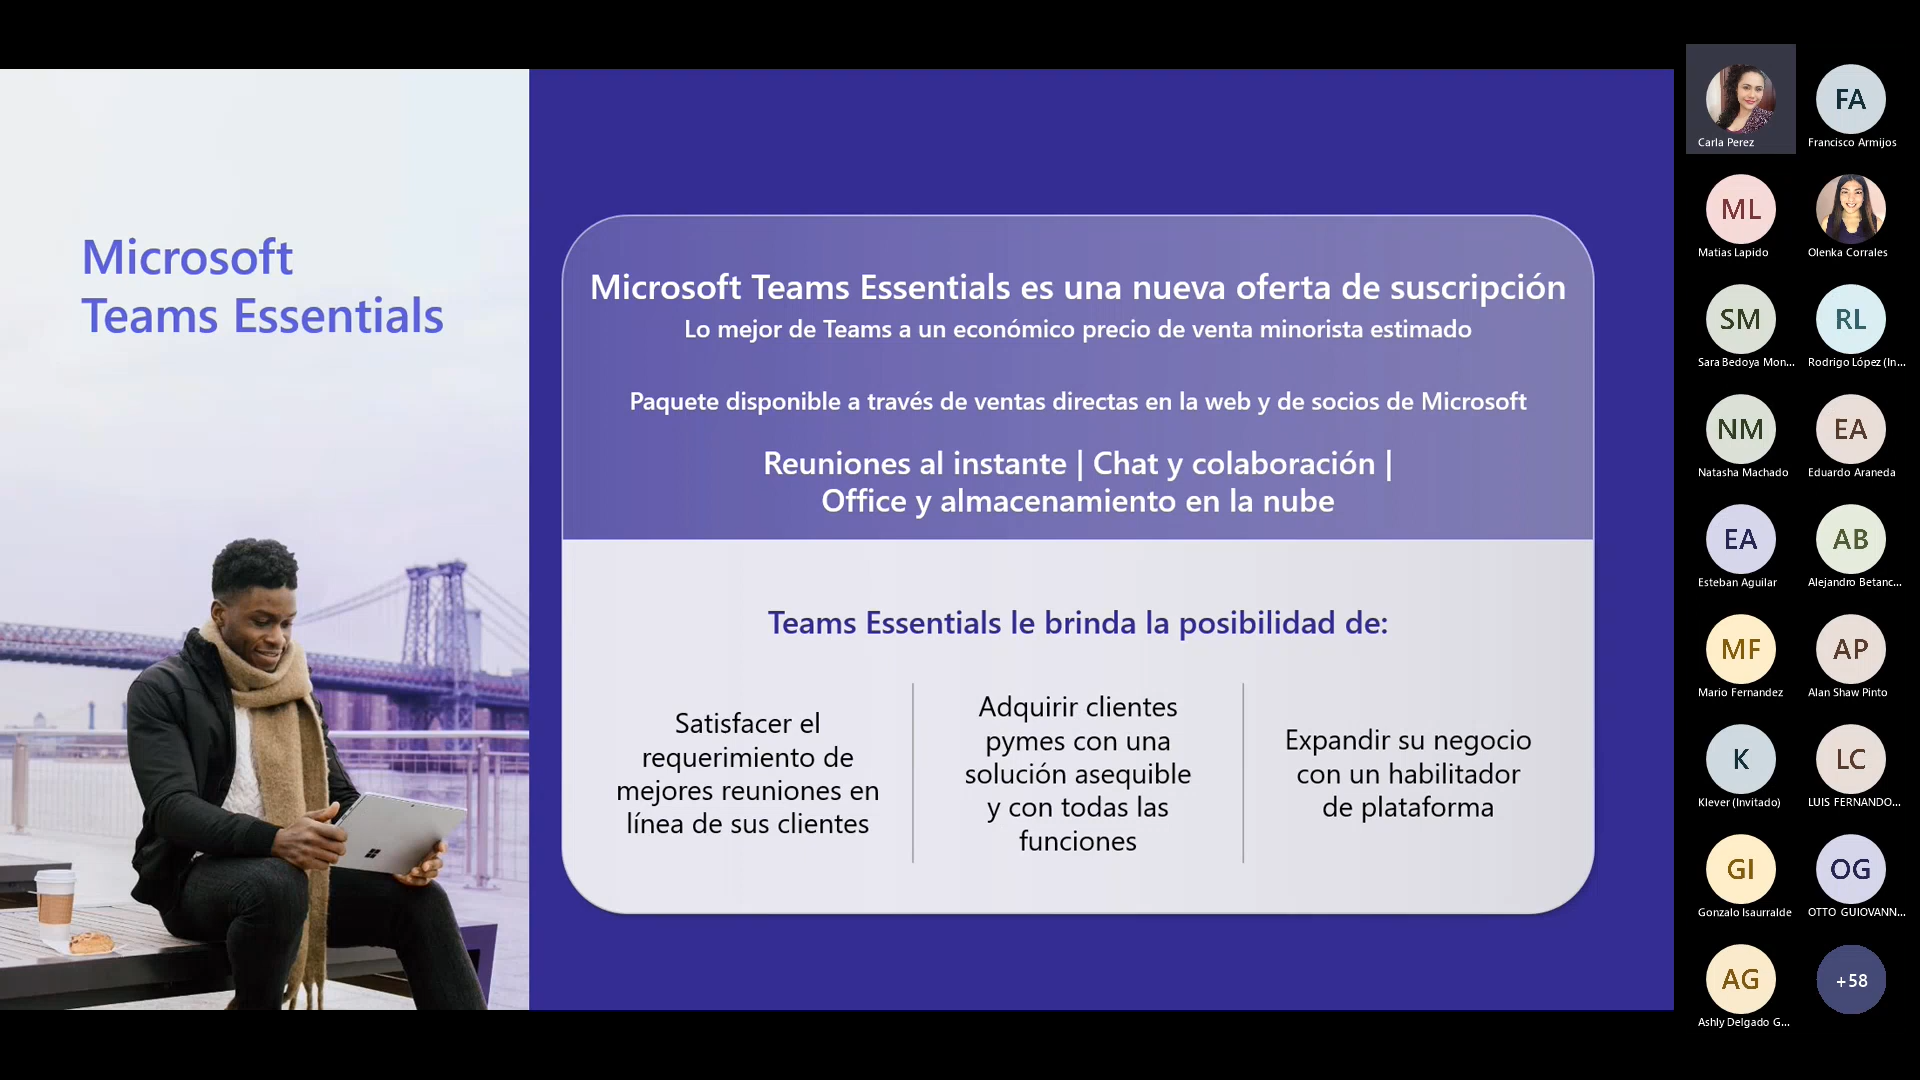 Microsoft
Teams Essentials
Microsoft Teams Essentials es una nueva oferta de suscripción
Lo mejor de Teams a un económico precio de venta minorista estimado
Paquete disponible a través de ventas directas en la web y de socios de Microsoft
Reuniones al instante | Chat y colaboración |
Office y almacenamiento en la nube
Teams Essentials le brinda la posibilidad de:
Satisfacer el
requerimiento de
mejores reuniones en
línea de sus clientes
Adquirir clientes
pymes con una
solución asequible
y con todas las
funciones
Expandir su negocio
con un habilitador
de plataforma
Carla Perez
FA
Francisco Armijos
ML
Matias Lapido
Olenka Corrales
SM
Sara Bedoya Mon...
RL
Rodrigo López (In...
NM
Natasha Machado
EA
Eduardo Araneda
EA
Esteban Aguilar
AB
Alejandro Betanc...
MF
Mario Fernandez
AP
Alan Shaw Pinto
K
Klever (Invitado)
LC
LUIS FERNANDO...
GI
Gonzalo Isaurralde
OG
OTTO GUIOVANN...
AG
Ashly Delgado G...
+58